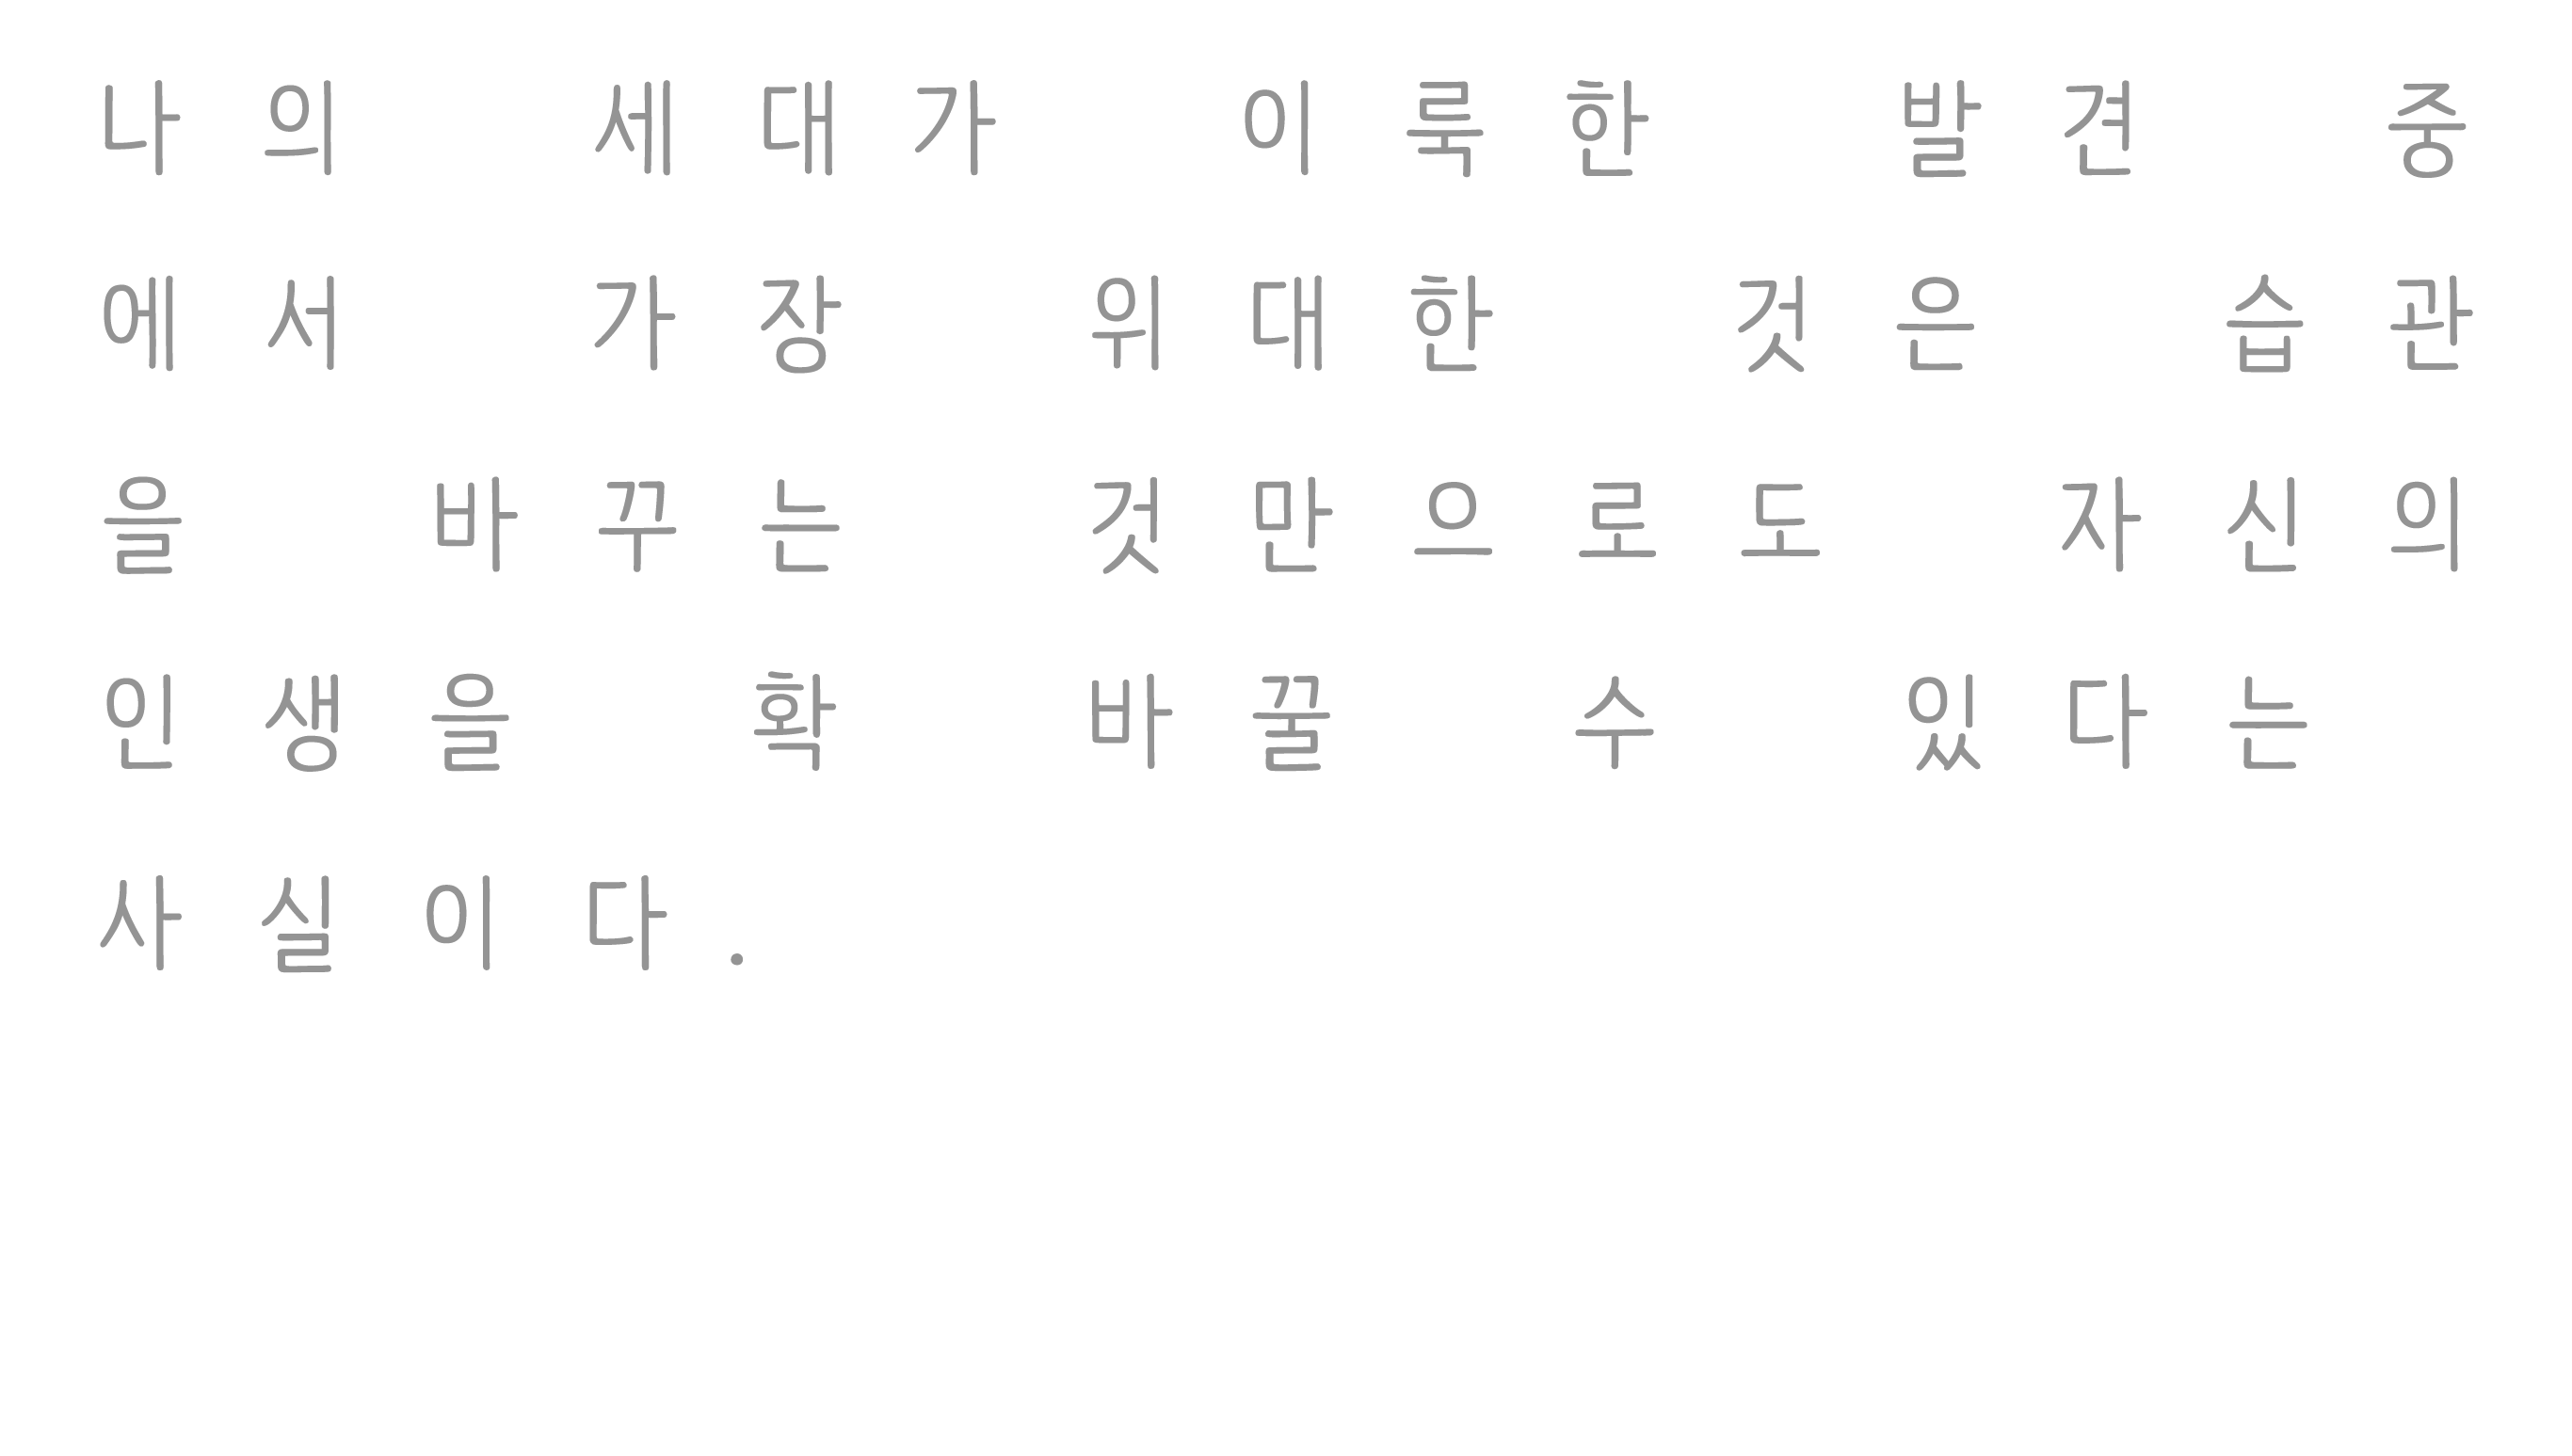 나의 세대가 이룩한 발견 중
에서 가장 위대한 것은 습관
을 바꾸는 것만으로도 자신의
인생을 확 바꿀 수 있다는
사실이다.